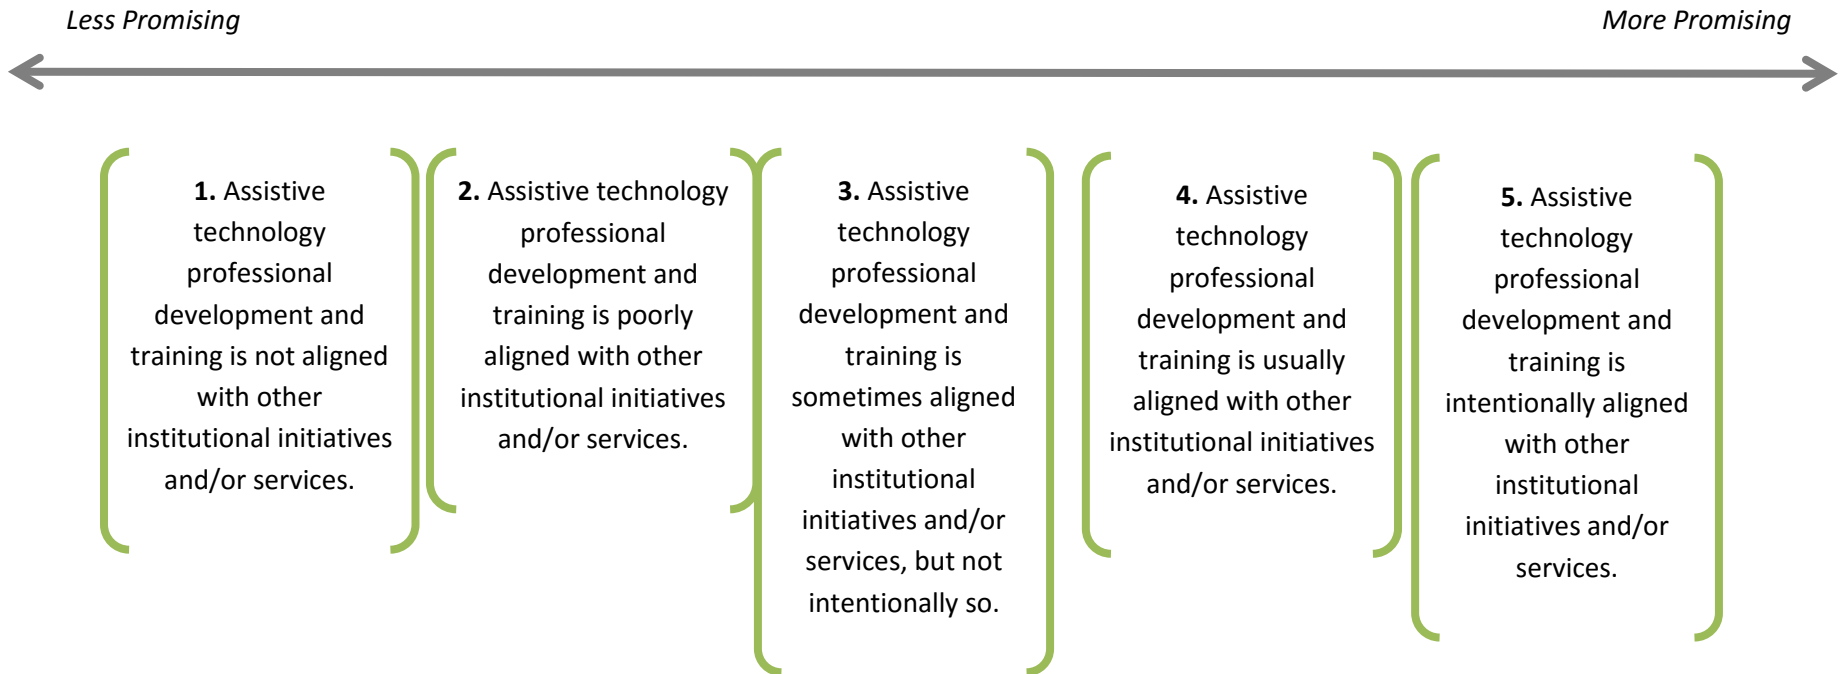 Less Promising
More Promising
1. Assistive
technology
professional
development and
training is not aligned
with other
institutional initiatives
and/or services.
2. Assistive technology
professional
development and
training is poorly
aligned with other
institutional initiatives
and/or services.
3. Assistive
technology
professional
development and
training is
sometimes aligned
with other
institutional
initiatives and/or
services, but not
intentionally so.
4. Assistive
technology
professional
development and
training is usually
aligned with other
institutional initiatives
and/or services.
5. Assistive
technology
professional
development and
training is
intentionally aligned
with other
institutional
initiatives and/or
services.